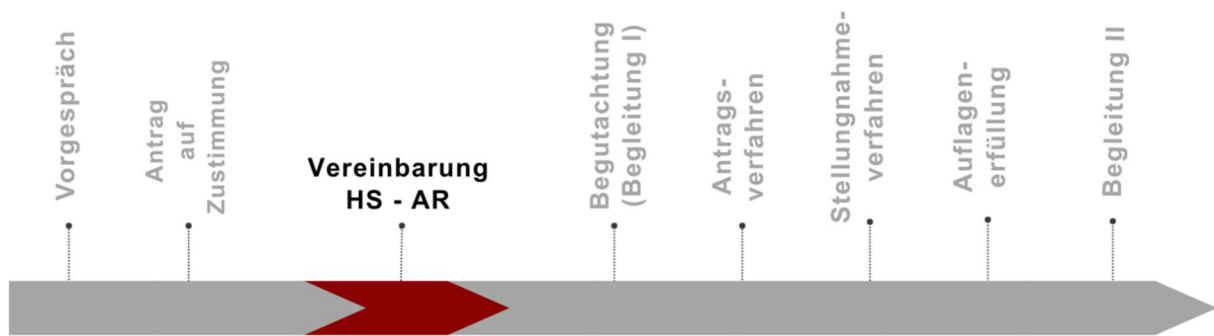 Vorgespräch
Antrag
auf
Zustimmung
Vereinbarung
HS - AR
Begutachtung
(Begleitung I)
Antrags-
verfahren
Stellungnahme-
verfahren
Auflagen-
erfüllung
Begleitung II